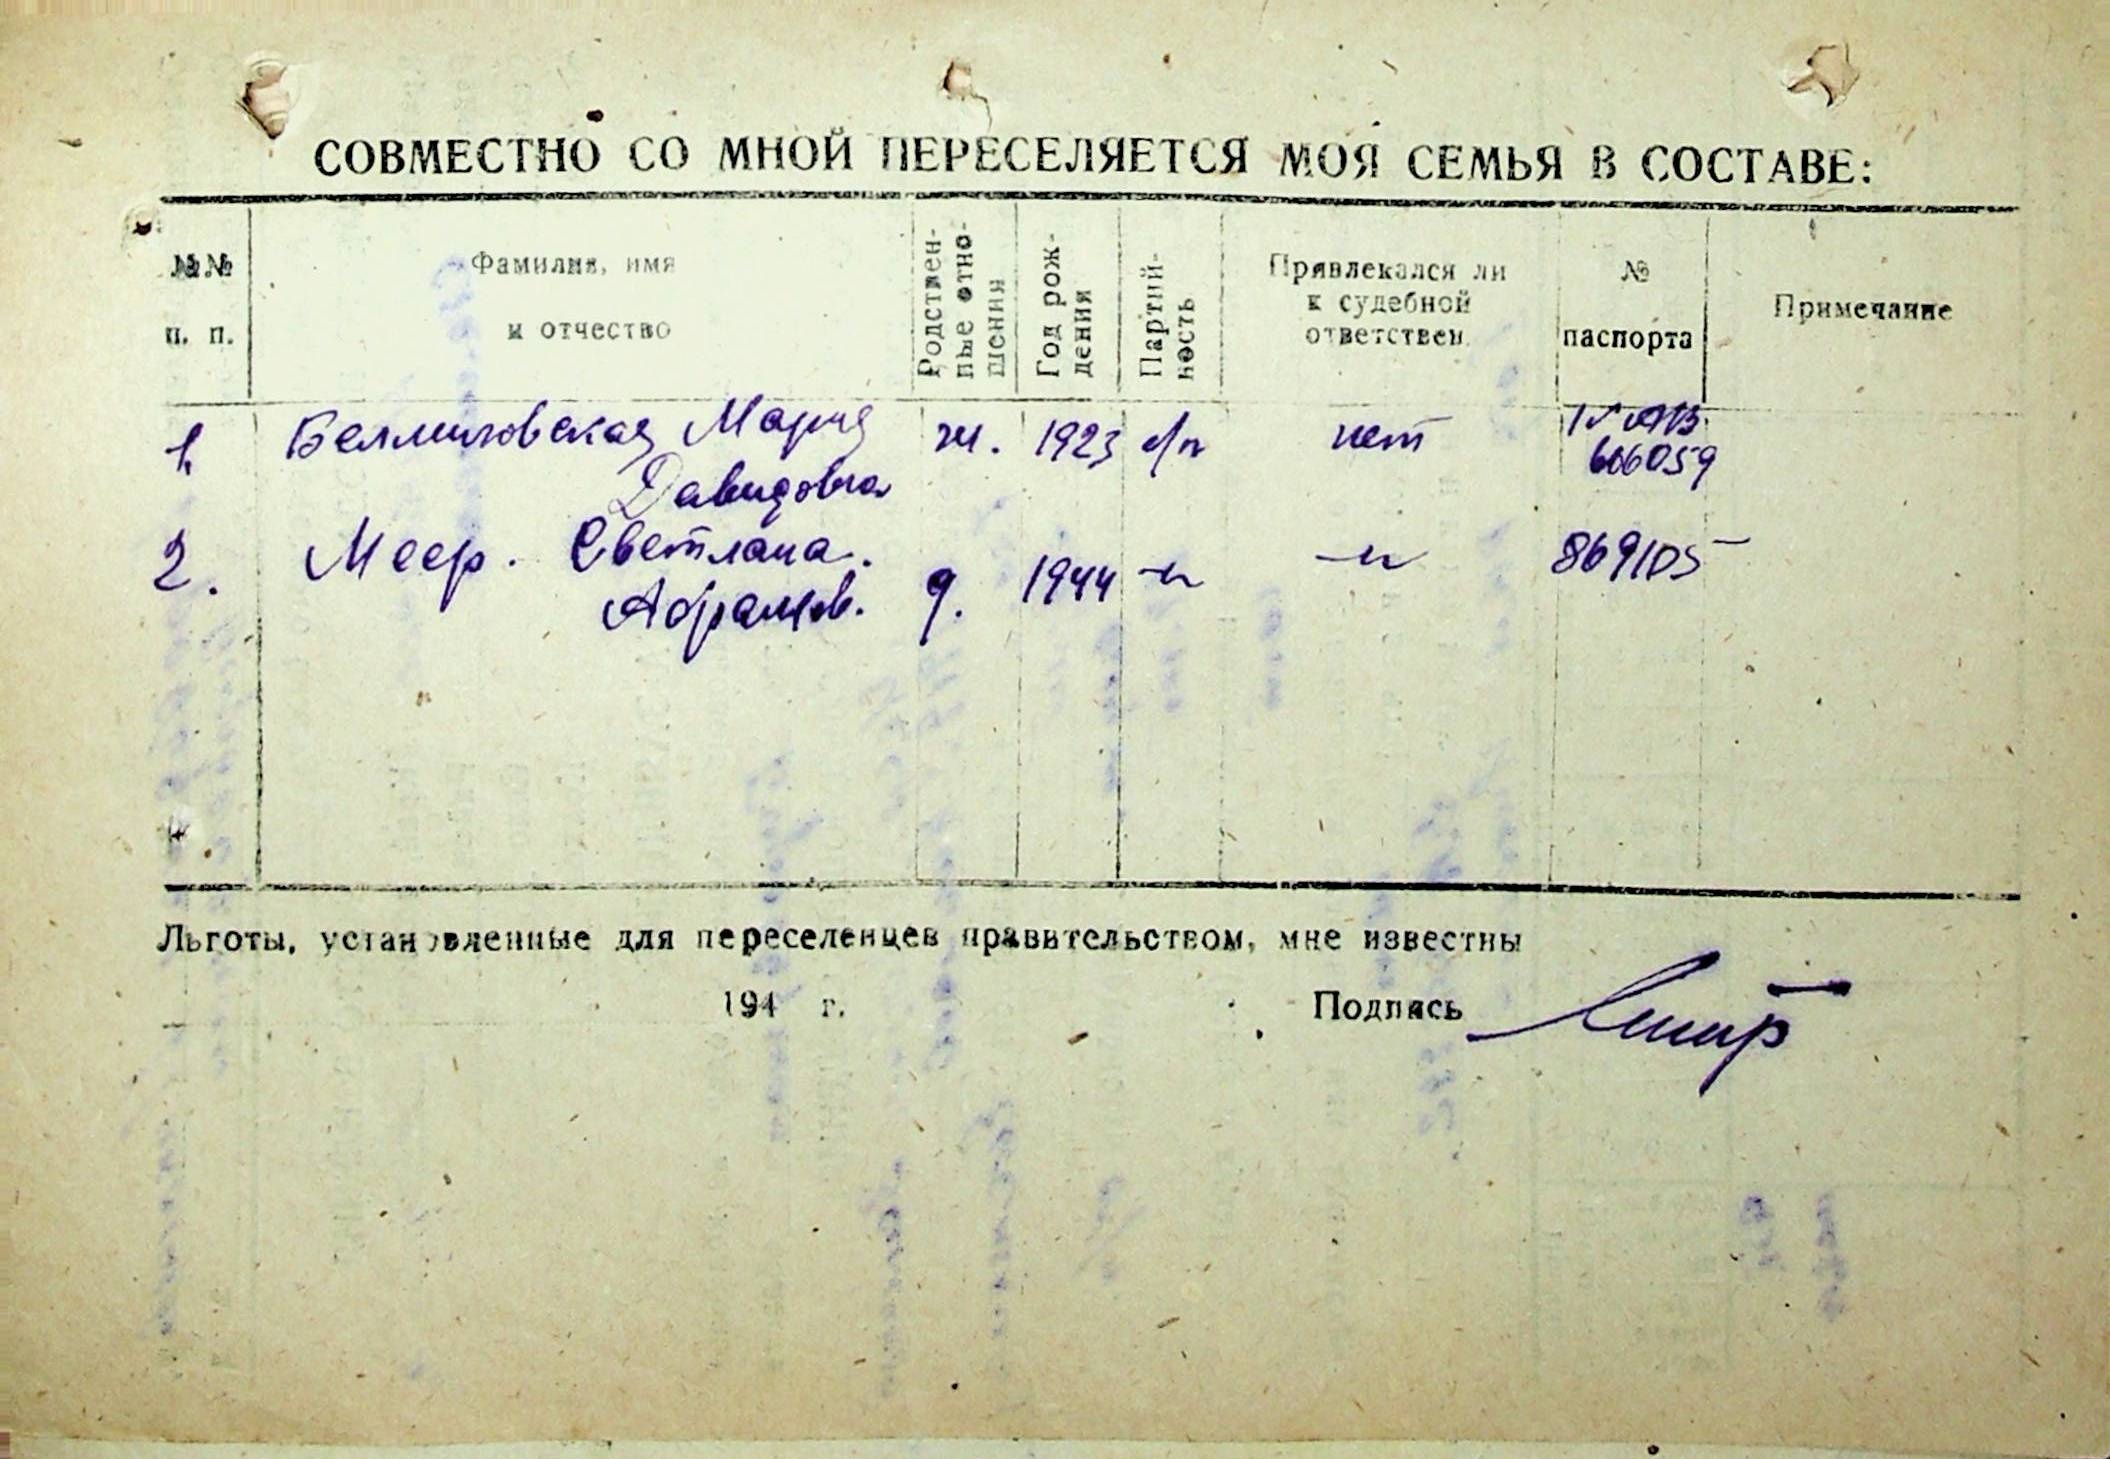 СОВМЕСТНО СО МНОЙ ПЕРЕСЕЛЯЕТСЯ МОЯ СЕМЬЯ В СОСТАВЕ:
№№ п. п.
Фамилия, имя и отчество
Родственные отношения
Год рождения
Партийность
Привлекался ли к судебной ответствен.
№ паспорта
Примечание
1. Мария ж. 1923 б/п нет
Давидовна 606059
2. Меер. Светлана. д. 1944 -"- -"- 869105
Абрамов.
Льготы, установленные для переселенцев правительством, мне известны
194 г. Подпись